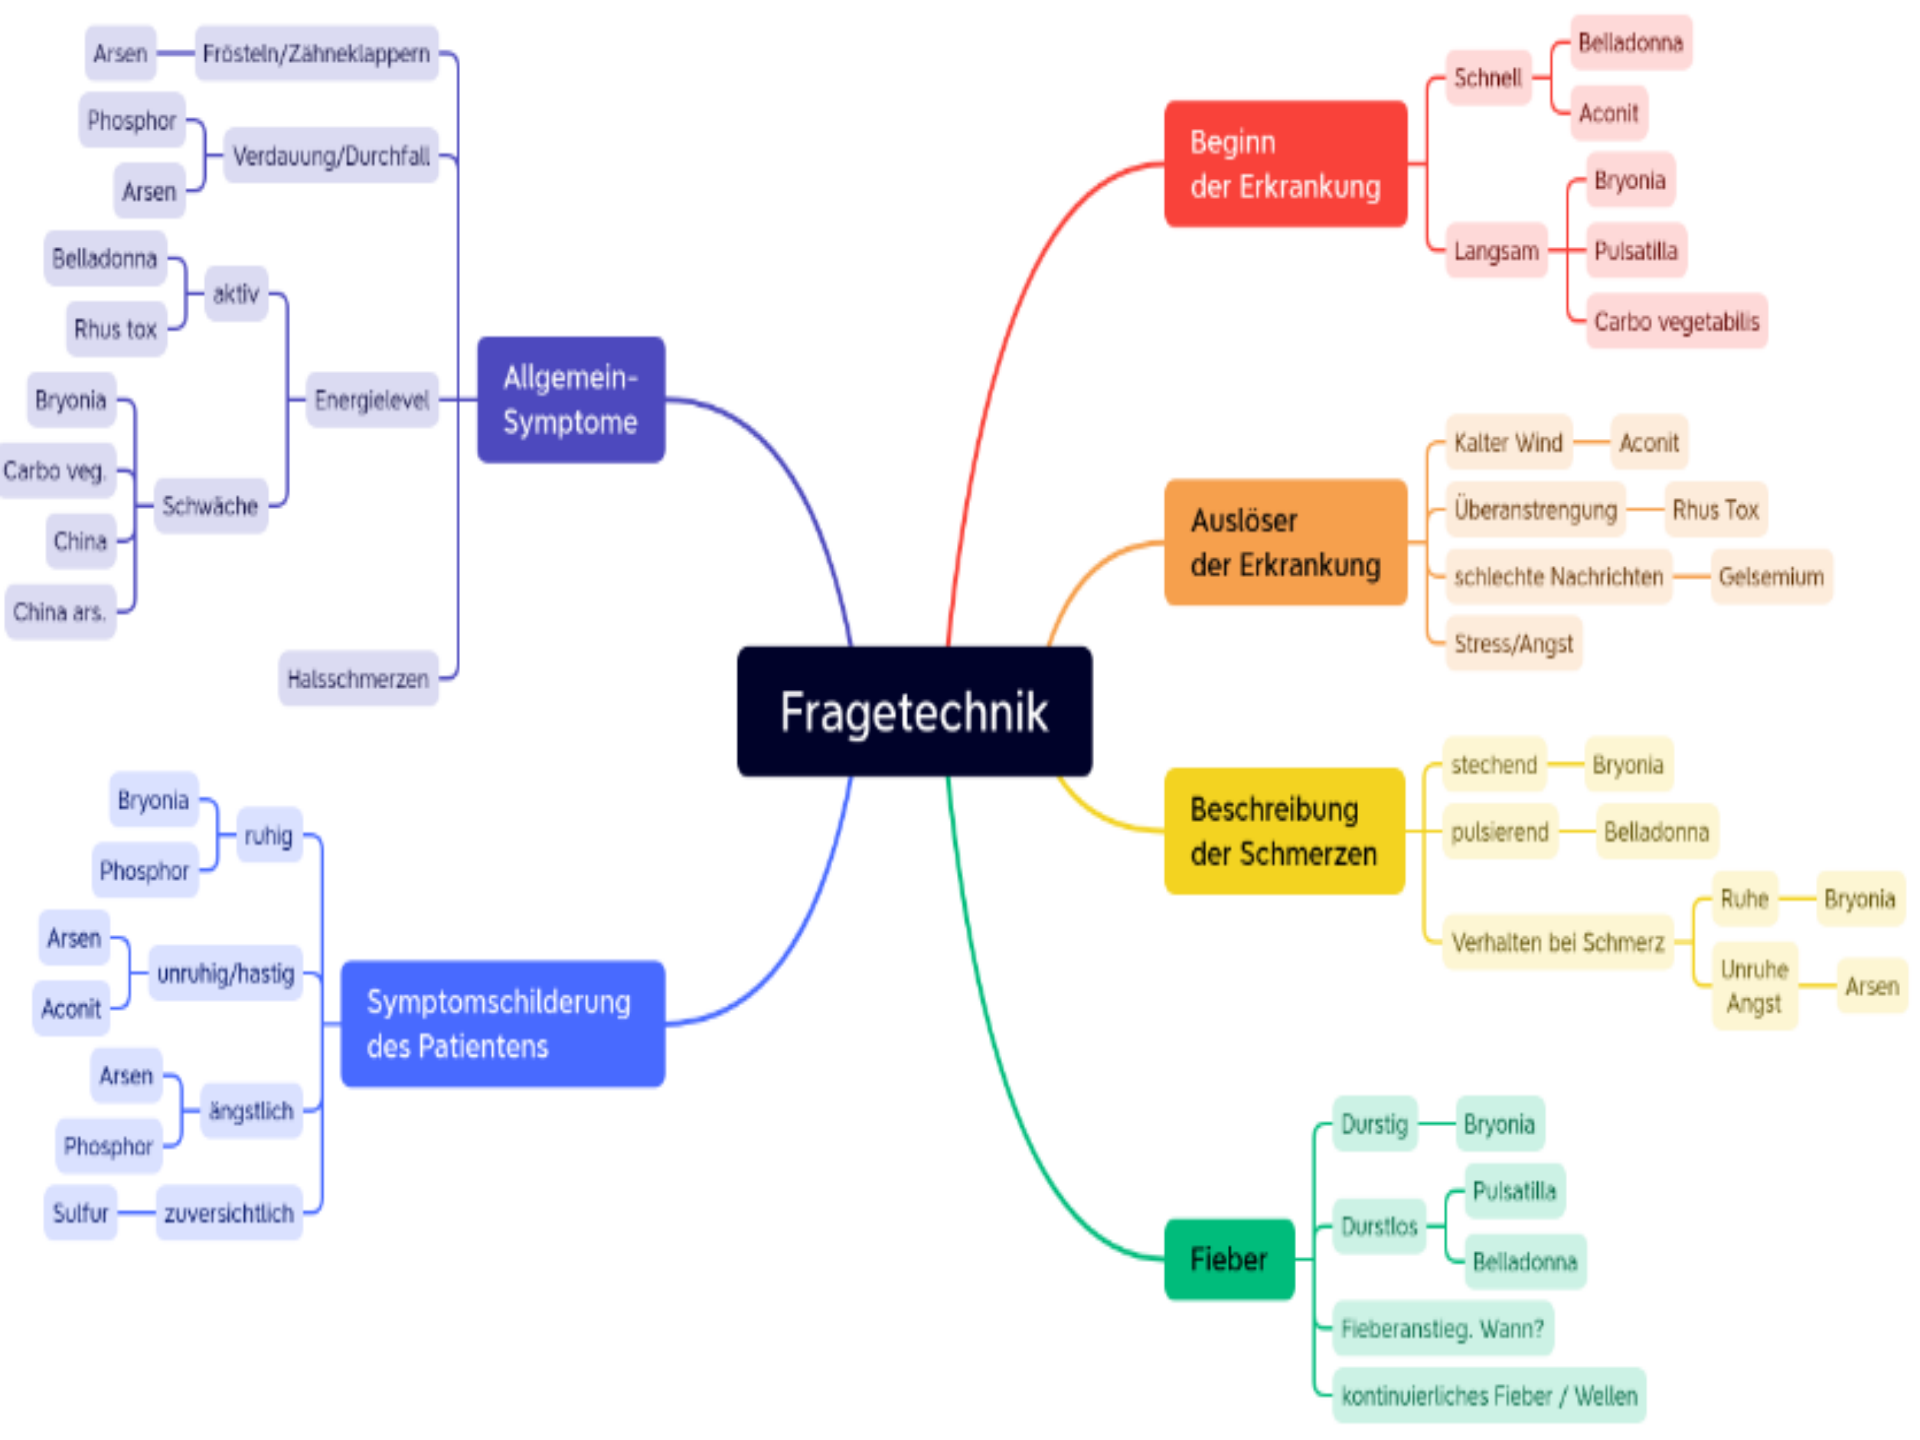 Fragetechnik
Beginn
der Erkrankung
Schnell
Belladonna
Aconit
Langsam
Bryonia
Pulsatilla
Carbo vegetabilis
Auslöser
der Erkrankung
Kalter Wind
Aconit
Überanstrengung
Rhus Tox
schlechte Nachrichten
Gelsemium
Stress/Angst
Beschreibung
der Schmerzen
stechend
Bryonia
pulsierend
Belladonna
Verhalten bei Schmerz
Ruhe
Bryonia
Unruhe
Angst
Arsen
Fieber
Durstig
Bryonia
Durstlos
Pulsatilla
Belladonna
Fieberanstieg. Wann?
kontinuierliches Fieber / Wellen
Allgemein-
Symptome
Frösteln/Zähneklappern
Arsen
Verdauung/Durchfall
Phosphor
Arsen
Energielevel
aktiv
Belladonna
Rhus tox
Schwäche
Bryonia
Carbo veg.
China
China ars.
Halsschmerzen
Symptomschilderung
des Patientens
ruhig
Bryonia
Phosphor
unruhig/hastig
Arsen
Aconit
ängstlich
Arsen
Phosphor
zuversichtlich
Sulfur